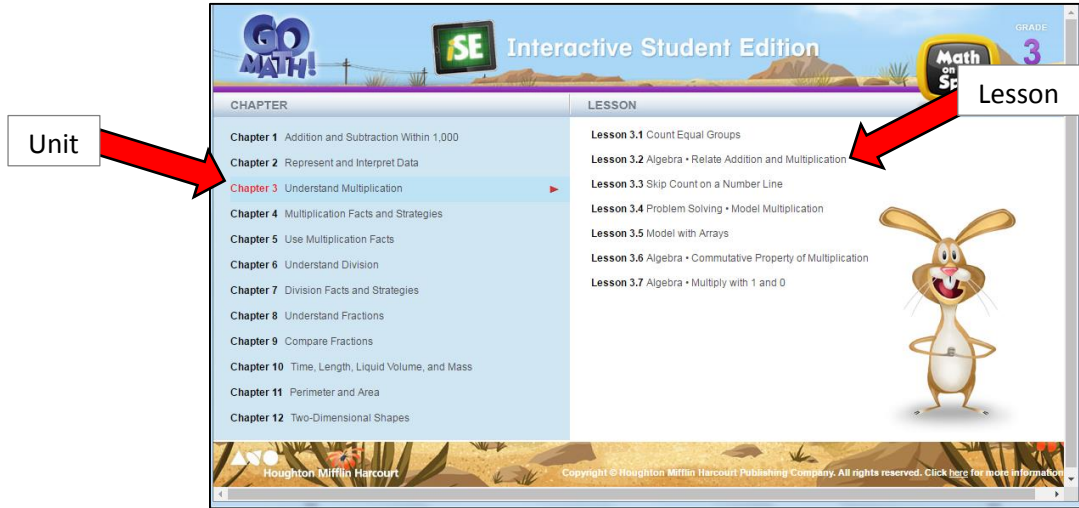 GO
MATH!
iSE
Interactive Student Edition
GRADE
3
Math
on
Sp
Lesson
Unit
CHAPTER
Chapter 1 Addition and Subtraction Within 1,000
Chapter 2 Represent and Interpret Data
Chapter 3 Understand Multiplication
Chapter 4 Multiplication Facts and Strategies
Chapter 5 Use Multiplication Facts
Chapter 6 Understand Division
Chapter 7 Division Facts and Strategies
Chapter 8 Understand Fractions
Chapter 9 Compare Fractions
Chapter 10 Time, Length, Liquid Volume, and Mass
Chapter 11 Perimeter and Area
Chapter 12 Two-Dimensional Shapes
LESSON
Lesson 3.1 Count Equal Groups
Lesson 3.2 Algebra • Relate Addition and Multiplication
Lesson 3.3 Skip Count on a Number Line
Lesson 3.4 Problem Solving • Model Multiplication
Lesson 3.5 Model with Arrays
Lesson 3.6 Algebra • Commutative Property of Multiplication
Lesson 3.7 Algebra • Multiply with 1 and 0
Houghton Mifflin Harcourt
Copyright © Houghton Mifflin Harcourt Publishing Company. All rights reserved. Click here for more information